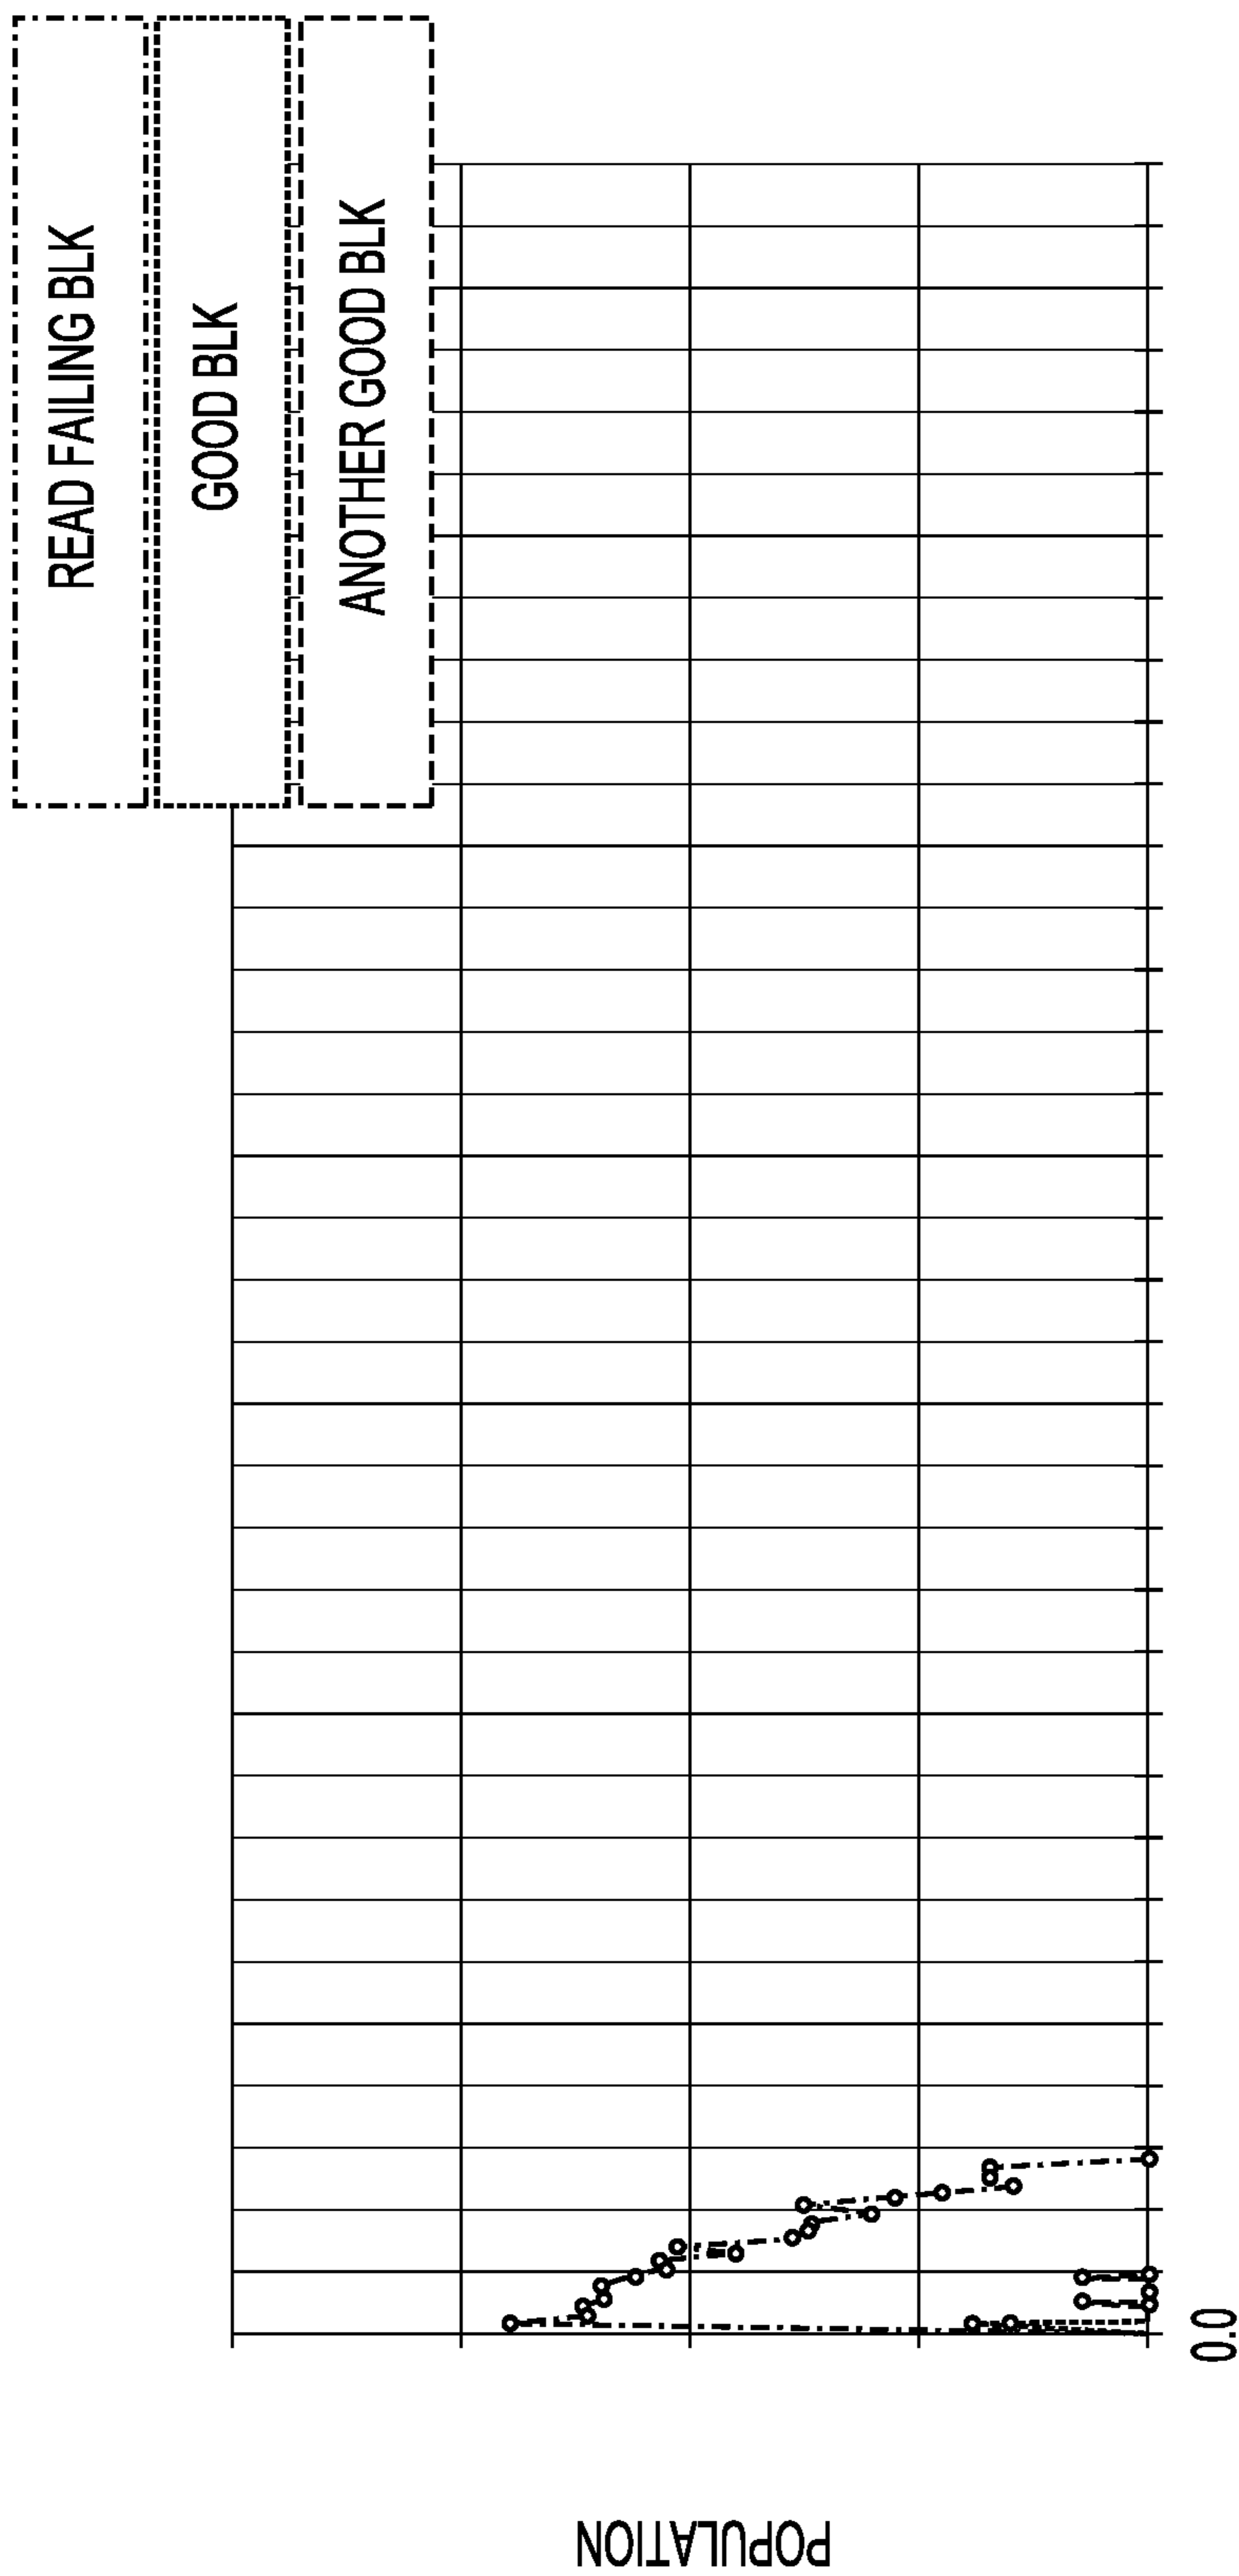 READ FAILING BLK
GOOD BLK
ANOTHER GOOD BLK
POPULATION
0.0